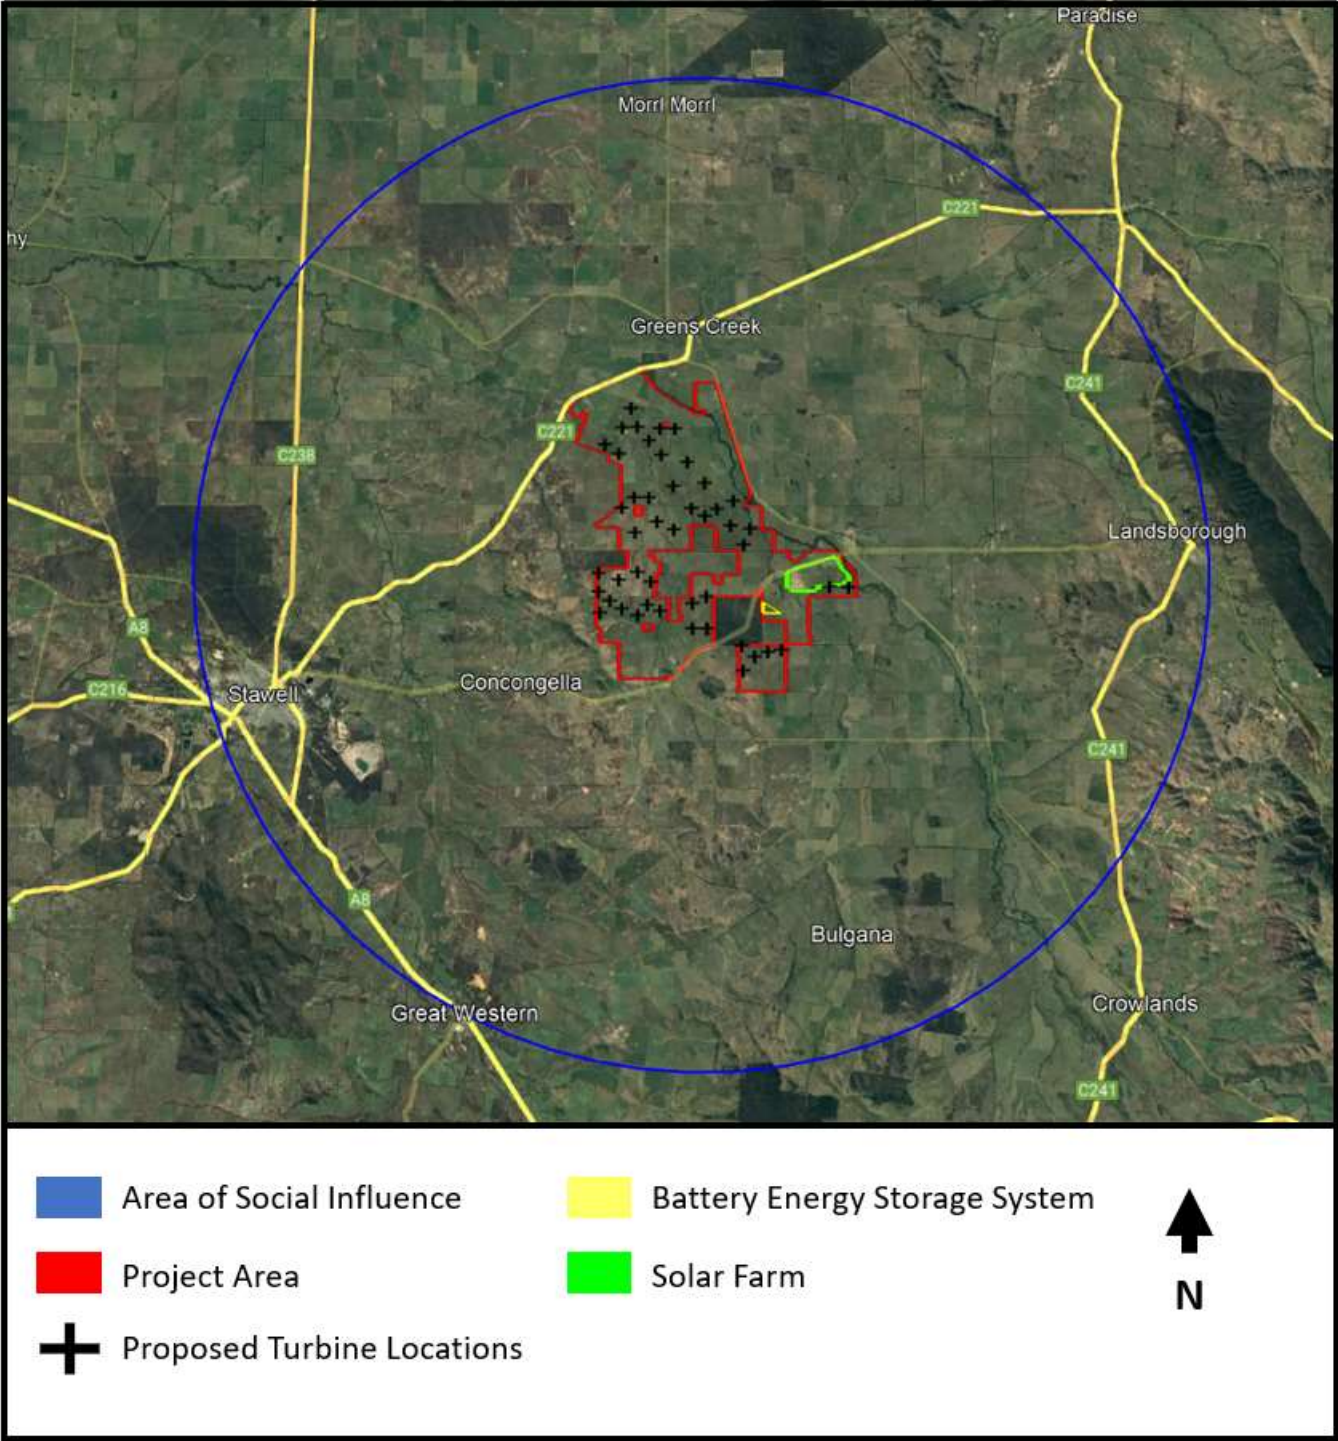 Paradise
Morrl Morrl
C221
hy
Greens Creek
C241
C221
C238
Landsborough
A8
Concongella
C216
Stawell
C241
A8
Bulgana
Great Western
Crowlands
C241
Area of Social Influence
Battery Energy Storage System
Project Area
Solar Farm
N
Proposed Turbine Locations